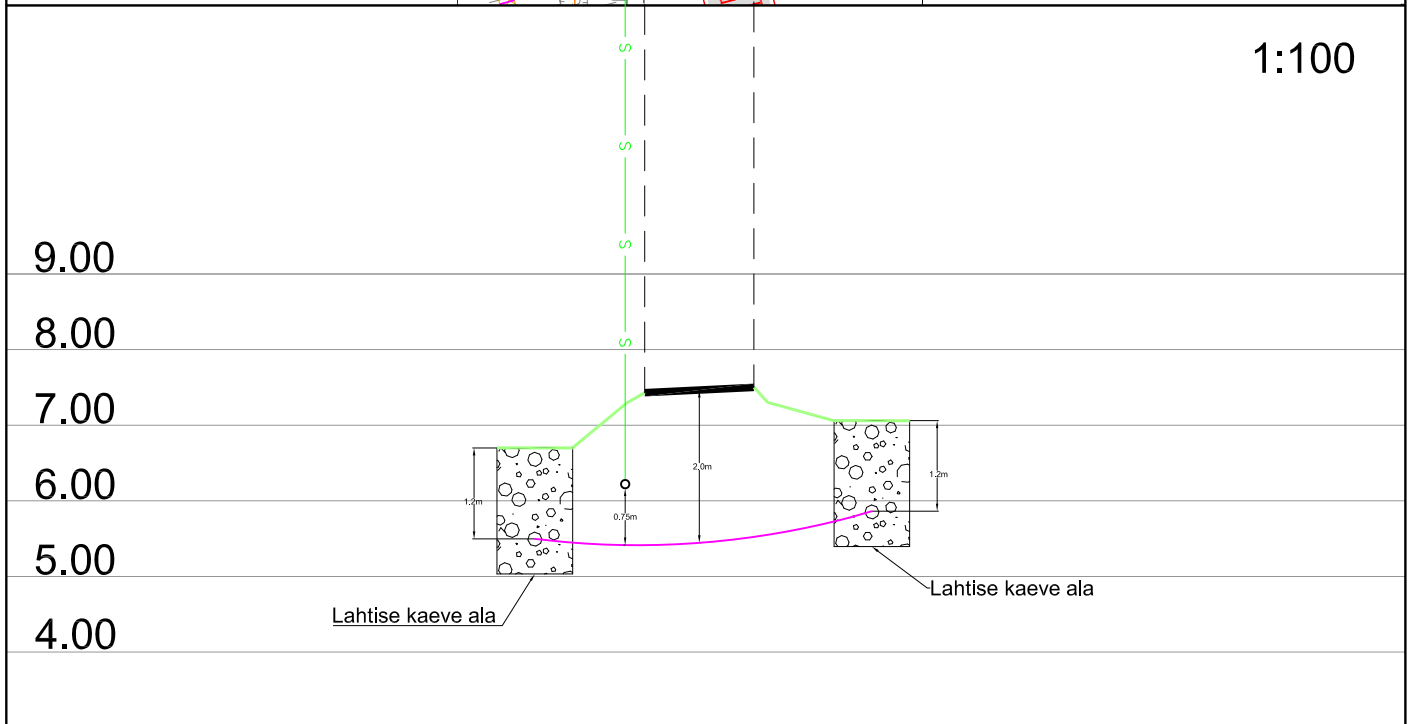 1:100
S
S
9.00
S
8.00
S
7.00
2.0m
1.2m
1.2m
6.00
0.75m
5.00
Lahtise kaeve ala
Lahtise kaeve ala
4.00